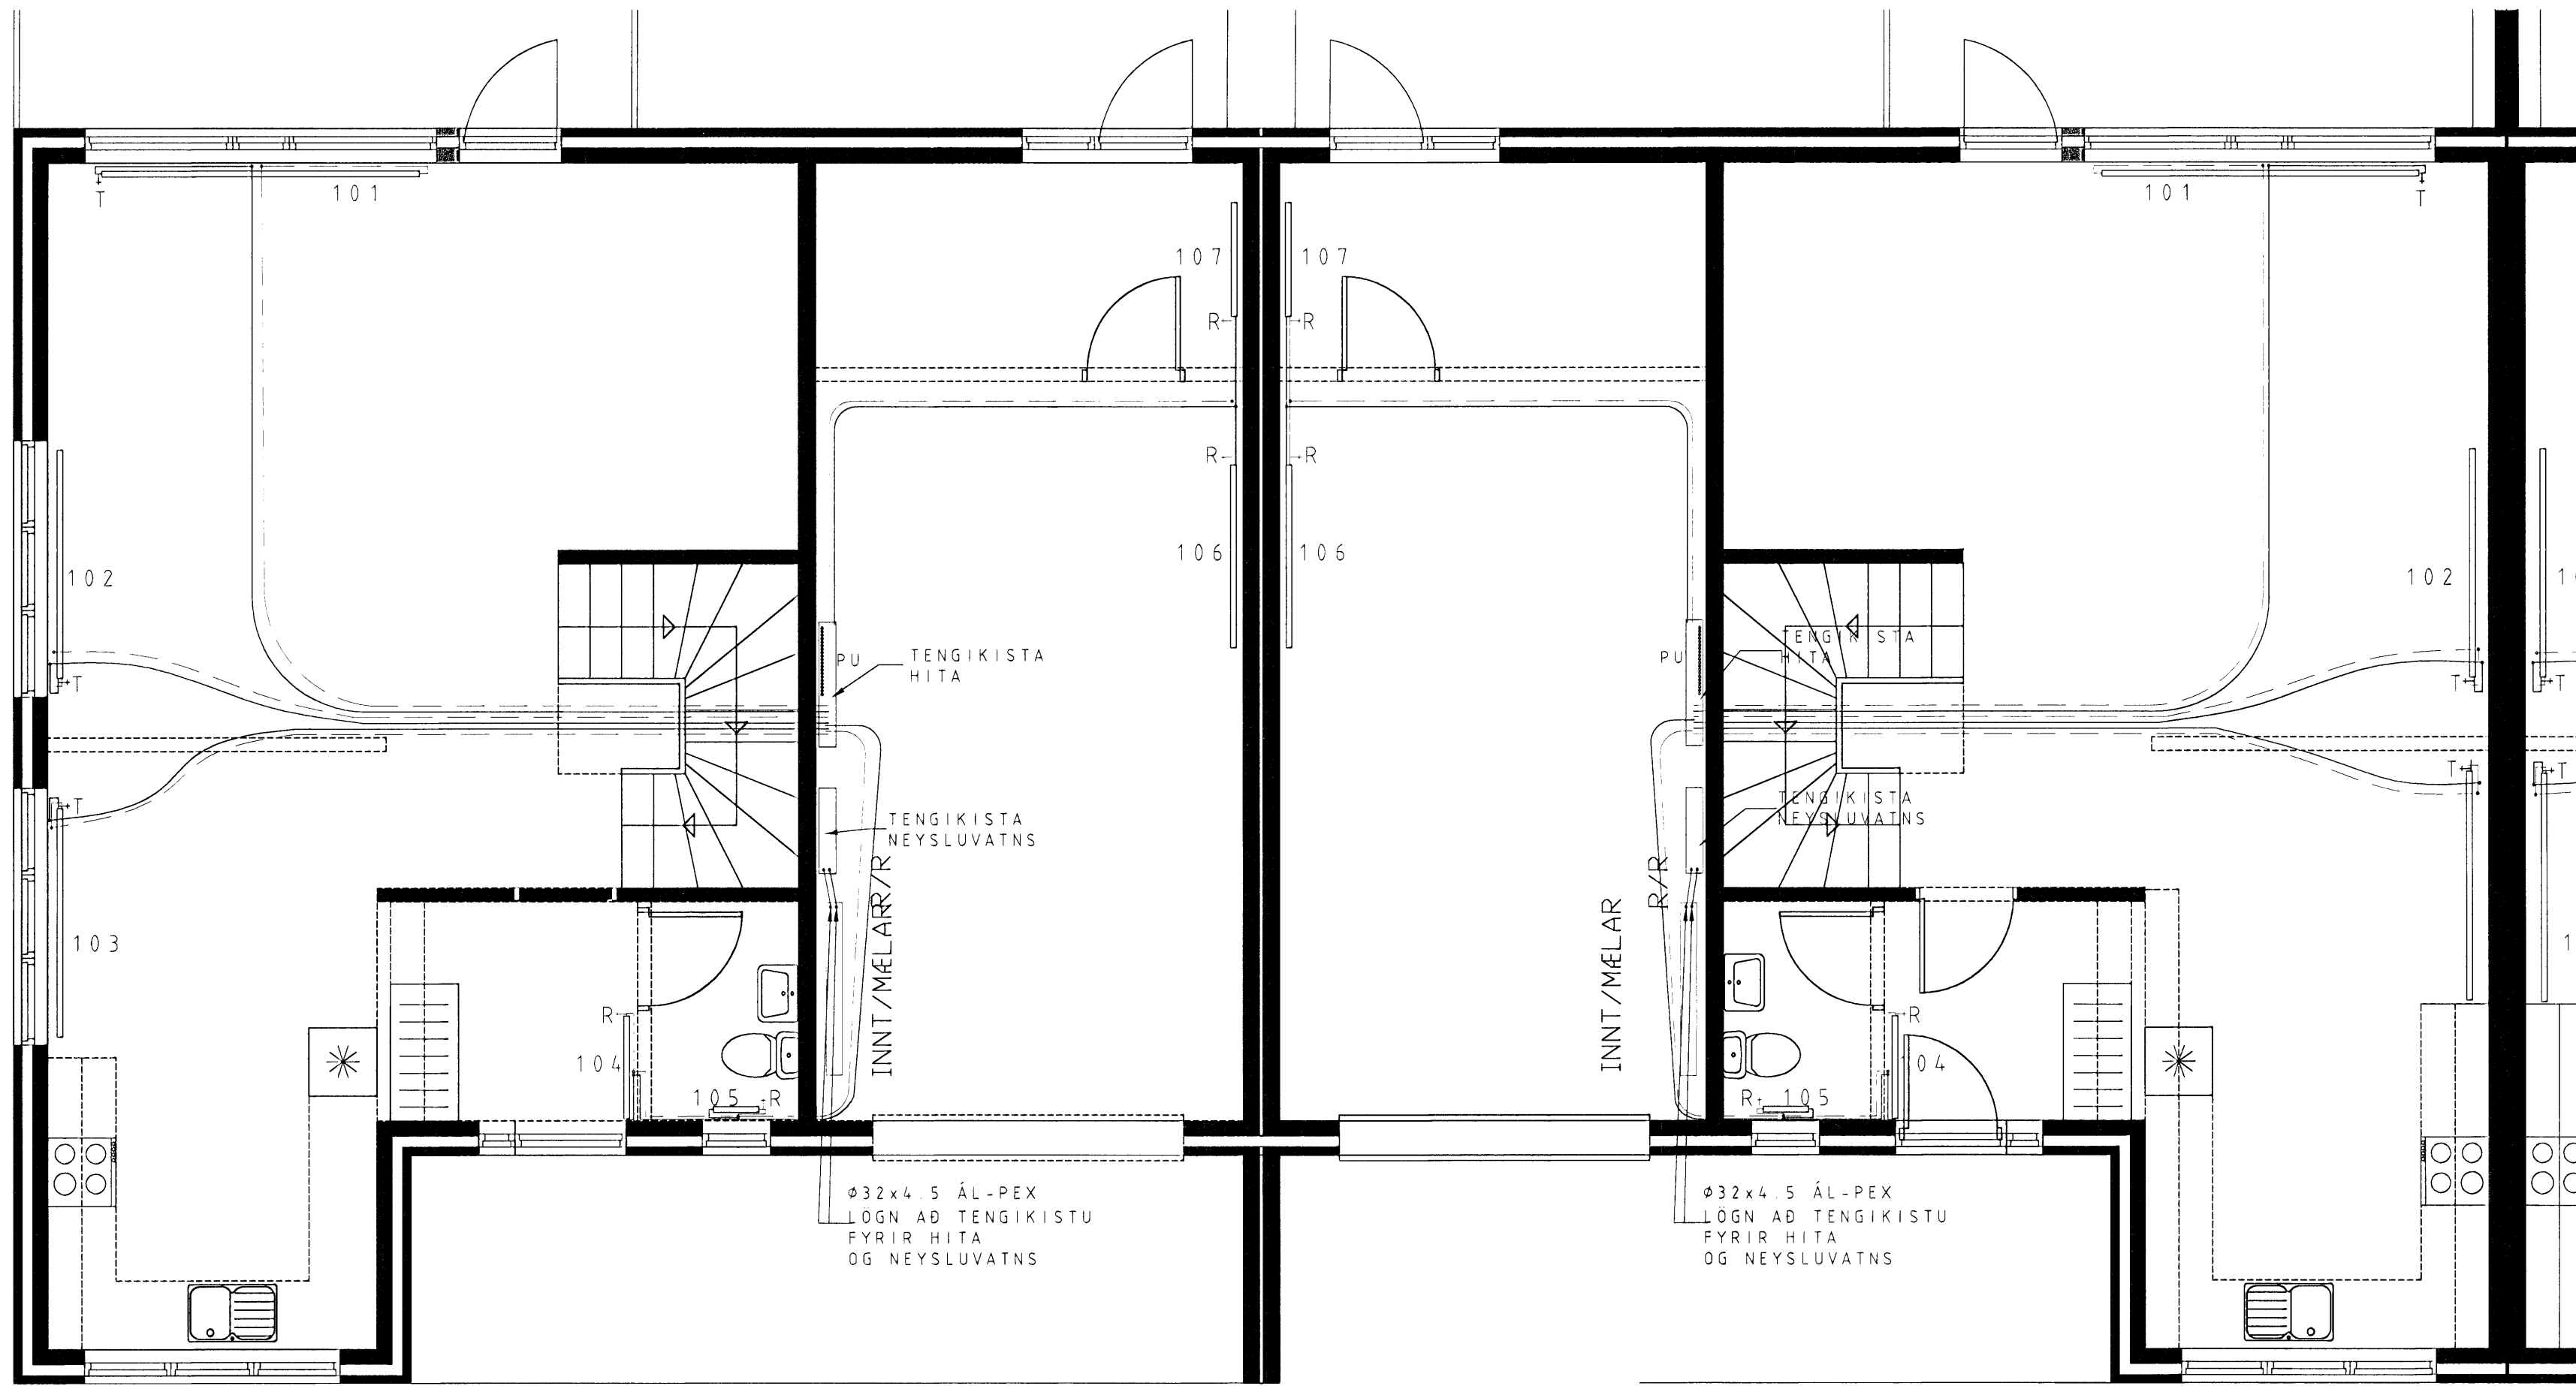 101
T
101
T
107
107
R
R
R
R
106
106
102
102
TENGIKISTA
HITA
PU
TENGIKISTA
HITA
PU
T
T
T
T
T
T
TENGIKISTA
NEYSLUVATNS
TENGIKISTA
NEYSLUVATNS
R/R
R/R
INNT/MÆLAR
INNT/MÆLAR
103
R
R
104
104
105
R
R
105
ø32x4.5 ÁL-PEX
LÖGN AÐ TENGIKISTU
FYRIR HITA
OG NEYSLUVATNS
ø32x4.5 ÁL-PEX
LÖGN AÐ TENGIKISTU
FYRIR HITA
OG NEYSLUVATNS